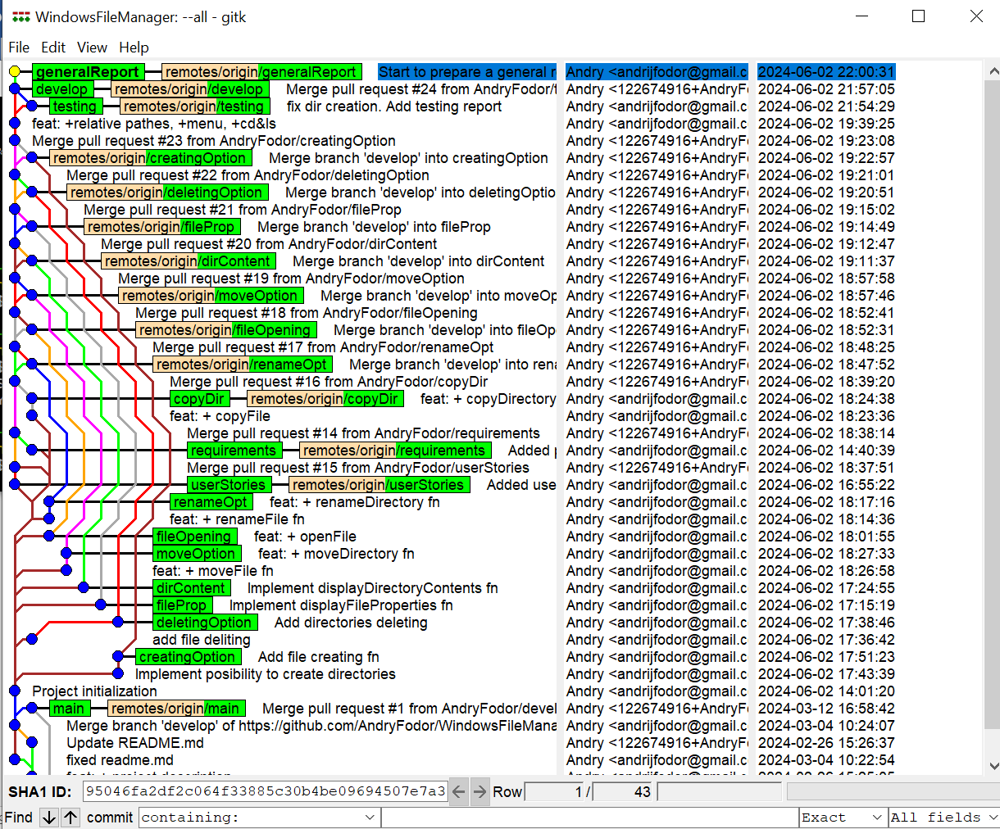 WindowsFileManager: --all - gitk
File Edit View Help
generalReport remotes/origin/generalReport Start to prepare a general r Andry <andrijfodor@gmail.c 2024-06-02 22:00:31
develop remotes/origin/develop Merge pull request #24 from AndryFodor/t Andry <122674916+AndryF 2024-06-02 21:57:05
testing remotes/origin/testing fix dir creation. Add testing report Andry <andrijfodor@gmail.c 2024-06-02 21:54:29
feat: +relative pathes, +menu, +cd&ls Andry <andrijfodor@gmail.c 2024-06-02 19:39:25
Merge pull request #23 from AndryFodor/creatingOption Andry <122674916+AndryF 2024-06-02 19:23:08
remotes/origin/creatingOption Merge branch 'develop' into creatingOption Andry <122674916+AndryF 2024-06-02 19:22:57
Merge pull request #22 from AndryFodor/deletingOption Andry <122674916+AndryF 2024-06-02 19:21:01
remotes/origin/deletingOption Merge branch 'develop' into deletingOptio Andry <122674916+AndryF 2024-06-02 19:20:51
Merge pull request #21 from AndryFodor/fileProp Andry <122674916+AndryF 2024-06-02 19:15:02
remotes/origin/fileProp Merge branch 'develop' into fileProp Andry <122674916+AndryF 2024-06-02 19:14:49
Merge pull request #20 from AndryFodor/dirContent Andry <122674916+AndryF 2024-06-02 19:12:47
remotes/origin/dirContent Merge branch 'develop' into dirContent Andry <122674916+AndryF 2024-06-02 19:11:37
Merge pull request #19 from AndryFodor/moveOption Andry <122674916+AndryF 2024-06-02 18:57:58
remotes/origin/moveOption Merge branch 'develop' into moveOp Andry <122674916+AndryF 2024-06-02 18:57:46
Merge pull request #18 from AndryFodor/fileOpening Andry <122674916+AndryF 2024-06-02 18:52:41
remotes/origin/fileOpening Merge branch 'develop' into fileOp Andry <122674916+AndryF 2024-06-02 18:52:31
Merge pull request #17 from AndryFodor/renameOpt Andry <122674916+AndryF 2024-06-02 18:48:25
remotes/origin/renameOpt Merge branch 'develop' into rena Andry <122674916+AndryF 2024-06-02 18:47:52
Merge pull request #16 from AndryFodor/copyDir Andry <122674916+AndryF 2024-06-02 18:39:20
copyDir remotes/origin/copyDir feat: + copyDirectory Andry <andrijfodor@gmail.c 2024-06-02 18:24:38
feat: + copyFile Andry <andrijfodor@gmail.c 2024-06-02 18:23:36
Merge pull request #14 from AndryFodor/requirements Andry <122674916+AndryF 2024-06-02 18:38:14
requirements remotes/origin/requirements Added p Andry <andrijfodor@gmail.c 2024-06-02 14:40:39
Merge pull request #15 from AndryFodor/userStories Andry <122674916+AndryF 2024-06-02 18:37:51
userStories remotes/origin/userStories Added use Andry <andrijfodor@gmail.c 2024-06-02 16:55:22
renameOpt feat: + renameDirectory fn Andry <andrijfodor@gmail.c 2024-06-02 18:17:16
feat: + renameFile fn Andry <andrijfodor@gmail.c 2024-06-02 18:14:36
fileOpening feat: + openFile Andry <andrijfodor@gmail.c 2024-06-02 18:01:55
moveOption feat: + moveDirectory fn Andry <andrijfodor@gmail.c 2024-06-02 18:27:33
feat: + moveFile fn Andry <andrijfodor@gmail.c 2024-06-02 18:26:58
dirContent Implement displayDirectoryContents fn Andry <andrijfodor@gmail.c 2024-06-02 17:24:55
fileProp Implement displayFileProperties fn Andry <andrijfodor@gmail.c 2024-06-02 17:15:19
deletingOption Add directories deleting Andry <andrijfodor@gmail.c 2024-06-02 17:38:46
add file deliting Andry <andrijfodor@gmail.c 2024-06-02 17:36:42
creatingOption Add file creating fn Andry <andrijfodor@gmail.c 2024-06-02 17:51:23
Implement posibility to create directories Andry <andrijfodor@gmail.c 2024-06-02 17:43:39
Project initialization Andry <andrijfodor@gmail.c 2024-06-02 14:01:20
main remotes/origin/main Merge pull request #1 from AndryFodor/devel Andry <122674916+AndryF 2024-03-12 16:58:42
Merge branch 'develop' of https://github.com/AndryFodor/WindowsFileMana Andry <andrijfodor@gmail.c 2024-03-04 10:24:07
Update README.md Andry <122674916+AndryF 2024-02-26 15:26:37
fixed readme.md Andry <andrijfodor@gmail.c 2024-03-04 10:22:54
SHA1 ID: 95046fa2df2c064f33885c30b4be09694507e7a3 Row 1 / 43
Find commit containing: Exact All fields